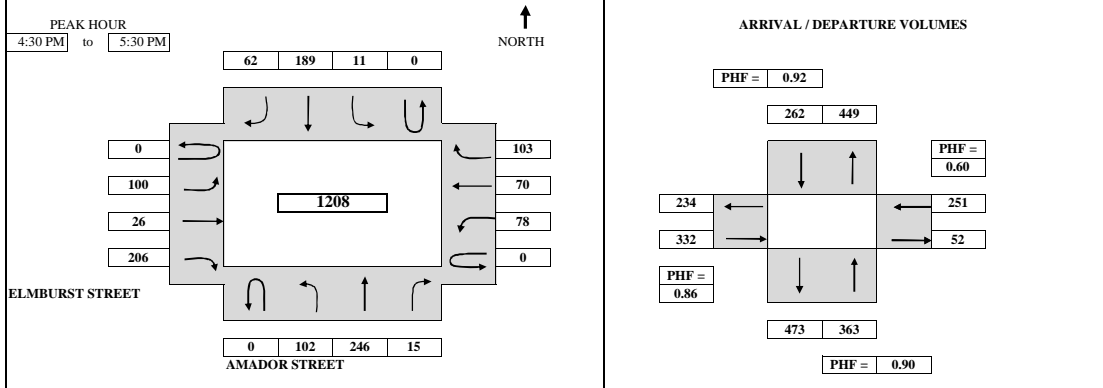 PEAK HOUR
4:30 PM to 5:30 PM
NORTH
62 189 11 0
0 103
100 70
1208
26 78
206 0
ELMBURST STREET
0 102 246 15
AMADOR STREET
ARRIVAL / DEPARTURE VOLUMES
PHF = 0.92
262 449
PHF =
0.60
234 251
332 52
PHF =
0.86
473 363
PHF = 0.90